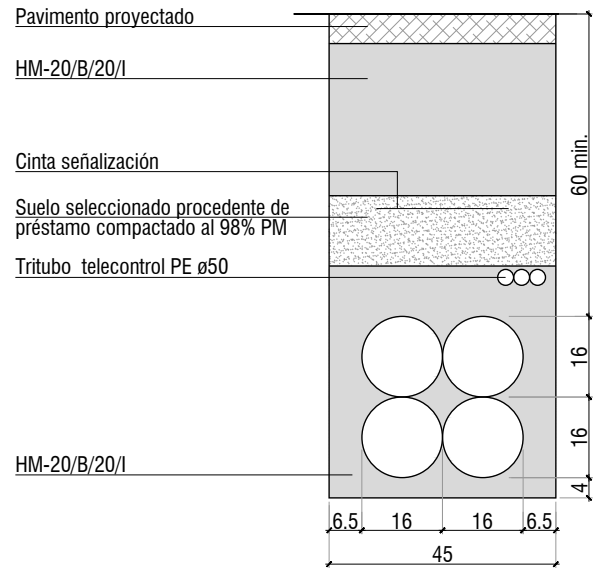 Pavimento proyectado
HM-20/B/20/I
Cinta señalización
Suelo seleccionado procedente de
préstamo compactado al 98% PM
Tritubo telecontrol PE ø50
HM-20/B/20/I
60 min.
16
16
4
6.5 16 16 6.5
45